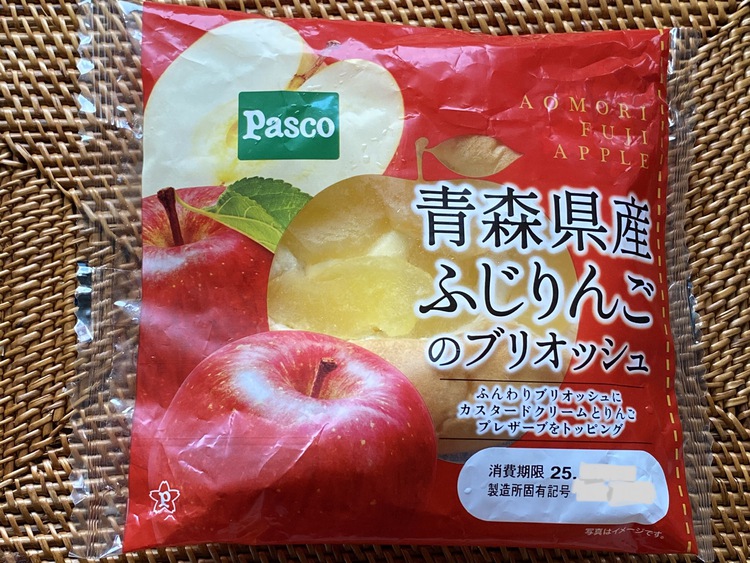 Pasco
AOMORI
FUJI
APPLE
青森県産
ふじりんご
のブリオッシュ
ふんわりブリオッシュに
カスタードクリームとりんご
プレザーブをトッピング
消費期限 25.
製造所固有記号
写真はイメージです。